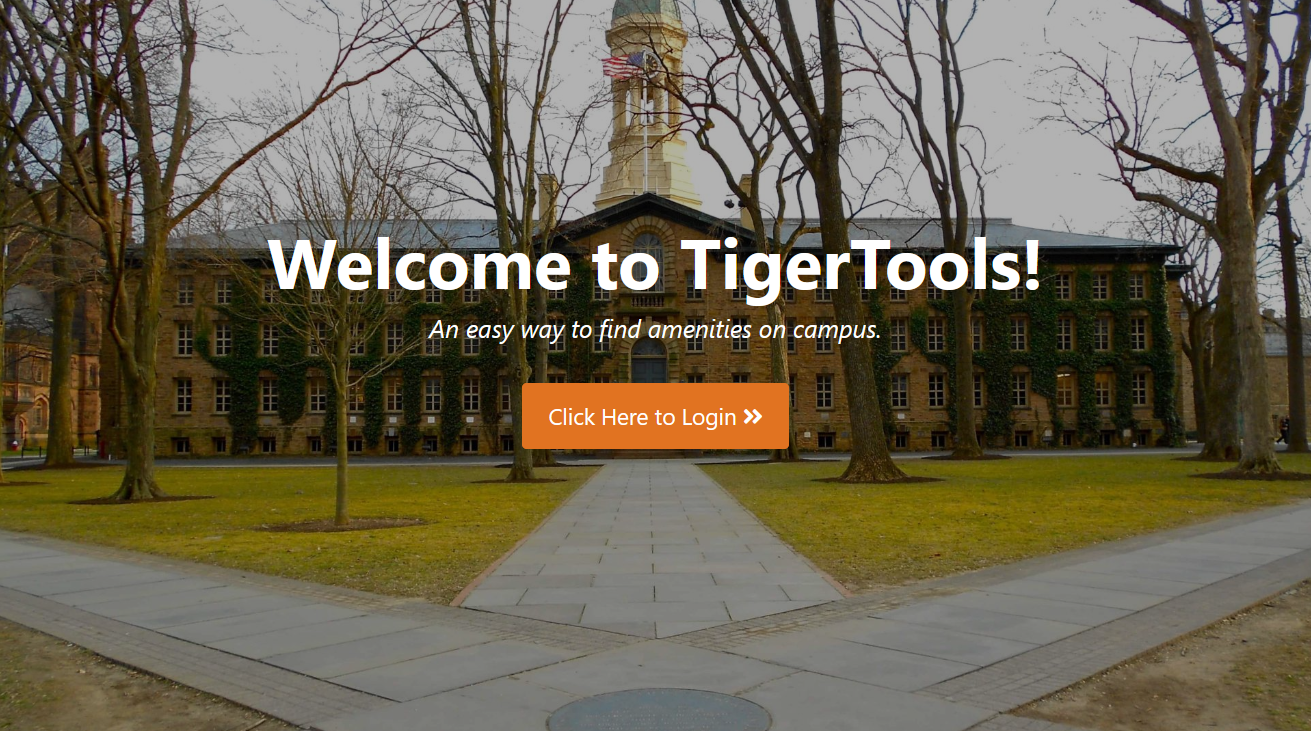 Welcome to TigerTools!
An easy way to find amenities on campus.
Click Here to Login »